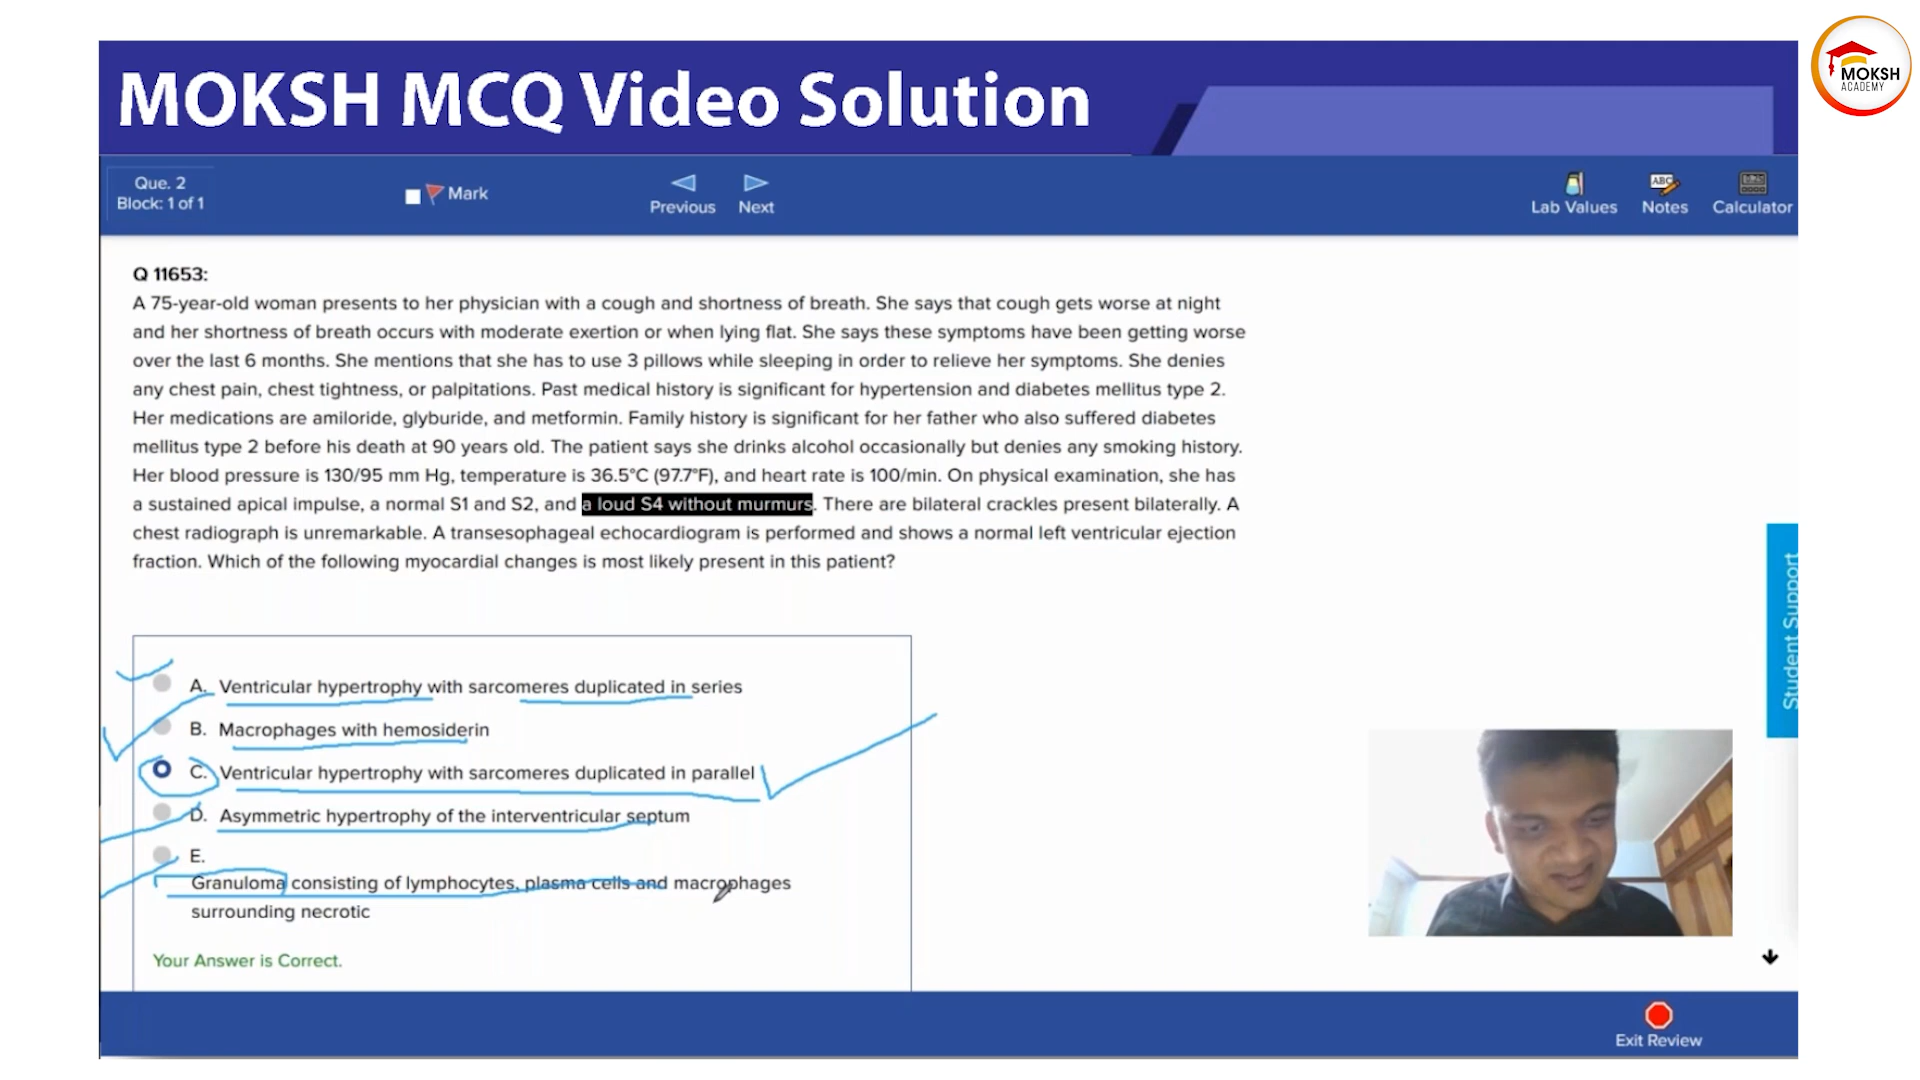 MOKSH MCQ Video Solution
MOKSH
ACADEMY
Que. 2
Block: 1 of 1
Mark
Previous
Next
Lab Values
ABC
Notes
Calculator
Q 11653:
A 75-year-old woman presents to her physician with a cough and shortness of breath. She says that cough gets worse at night
and her shortness of breath occurs with moderate exertion or when lying flat. She says these symptoms have been getting worse
over the last 6 months. She mentions that she has to use 3 pillows while sleeping in order to relieve her symptoms. She denies
any chest pain, chest tightness, or palpitations. Past medical history is significant for hypertension and diabetes mellitus type 2.
Her medications are amiloride, glyburide, and metformin. Family history is significant for her father who also suffered diabetes
mellitus type 2 before his death at 90 years old. The patient says she drinks alcohol occasionally but denies any smoking history.
Her blood pressure is 130/95 mm Hg, temperature is 36.5°C (97.7°F), and heart rate is 100/min. On physical examination, she has
a sustained apical impulse, a normal S1 and S2, and a loud S4 without murmurs. There are bilateral crackles present bilaterally. A
chest radiograph is unremarkable. A transesophageal echocardiogram is performed and shows a normal left ventricular ejection
fraction. Which of the following myocardial changes is most likely present in this patient?
A. Ventricular hypertrophy with sarcomeres duplicated in series
B. Macrophages with hemosiderin
C. Ventricular hypertrophy with sarcomeres duplicated in parallel
D. Asymmetric hypertrophy of the interventricular septum
E.
Granuloma consisting of lymphocytes, plasma cells and macrophages
surrounding necrotic
Your Answer is Correct.
Student Support
Exit Review